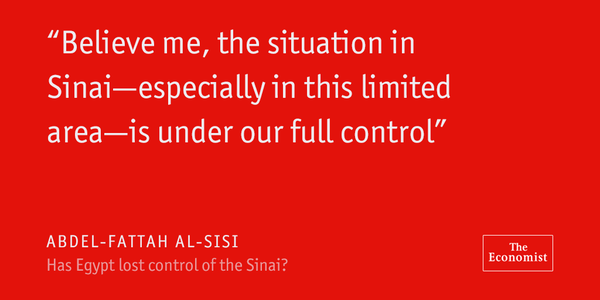 “Believe me, the situation in
Sinai—especially in this limited
area—is under our full control”
ABDEL-FATTAH AL-SISI
Has Egypt lost control of the Sinai?
The
Economist